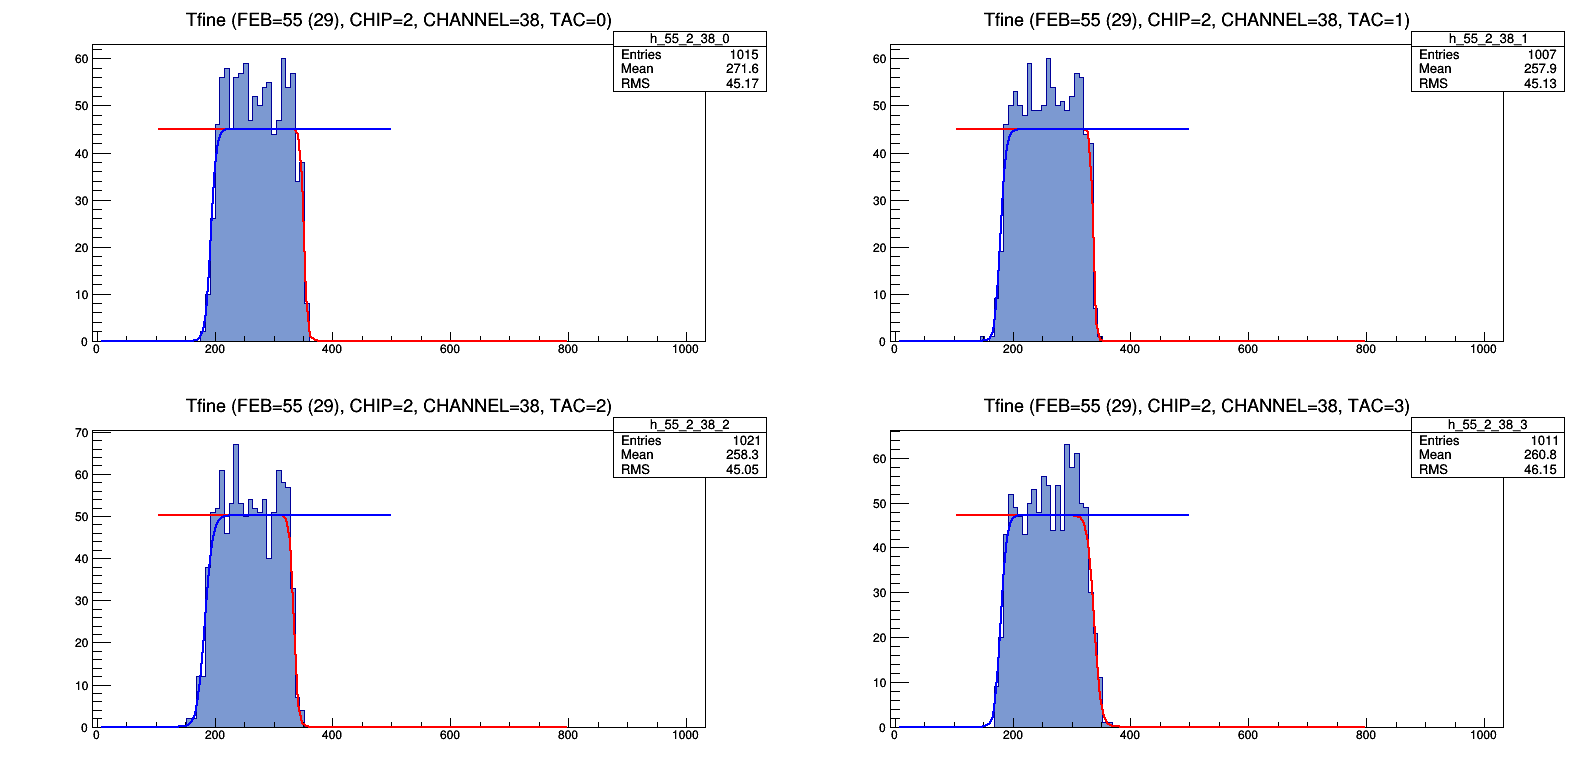 Tfine (FEB=55 (29), CHIP=2, CHANNEL=38, TAC=0)
h_55_2_38_0
Entries 1015
Mean 271.6
RMS 45.17
60
50
40
30
20
10
0
0 200 400 600 800 1000
Tfine (FEB=55 (29), CHIP=2, CHANNEL=38, TAC=1)
h_55_2_38_1
Entries 1007
Mean 257.9
RMS 45.13
60
50
40
30
20
10
0
0 200 400 600 800 1000
Tfine (FEB=55 (29), CHIP=2, CHANNEL=38, TAC=2)
h_55_2_38_2
Entries 1021
Mean 258.3
RMS 45.05
70
60
50
40
30
20
10
0
0 200 400 600 800 1000
Tfine (FEB=55 (29), CHIP=2, CHANNEL=38, TAC=3)
h_55_2_38_3
Entries 1011
Mean 260.8
RMS 46.15
60
50
40
30
20
10
0
0 200 400 600 800 1000